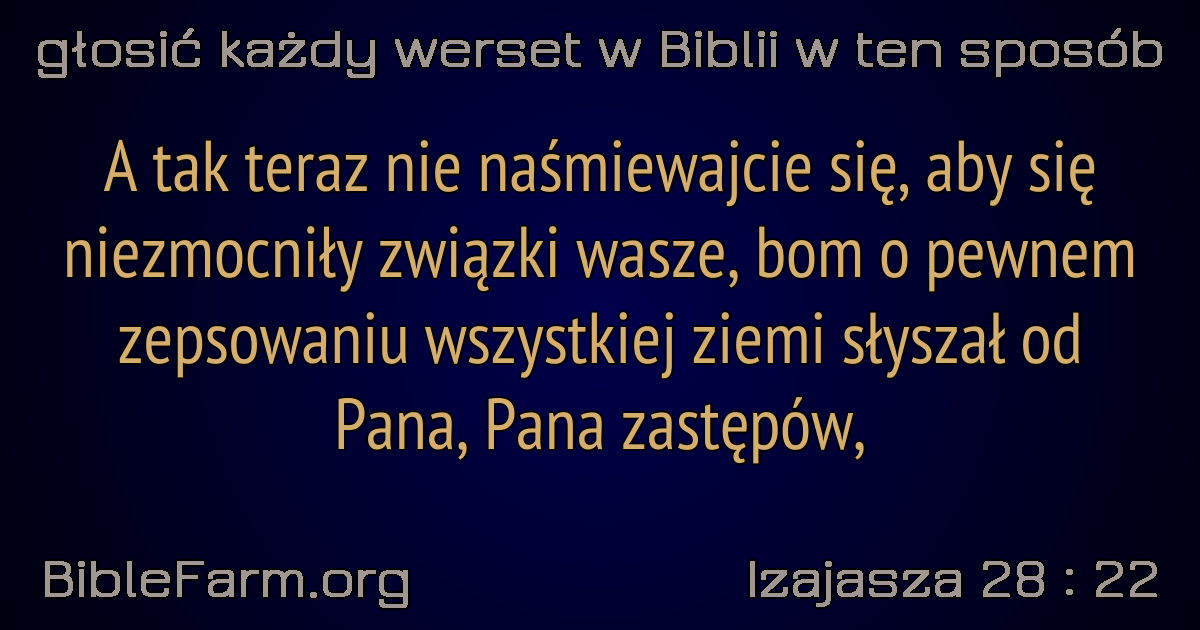 głosić każdy werset w Biblii w ten sposób
A tak teraz nie naśmiewajcie się, aby się
niezmocniły związki wasze, bom o pewnem
zepsowaniu wszystkiej ziemi słyszał od
Pana, Pana zastępów,
BibleFarm.org
Izajasza 28 : 22